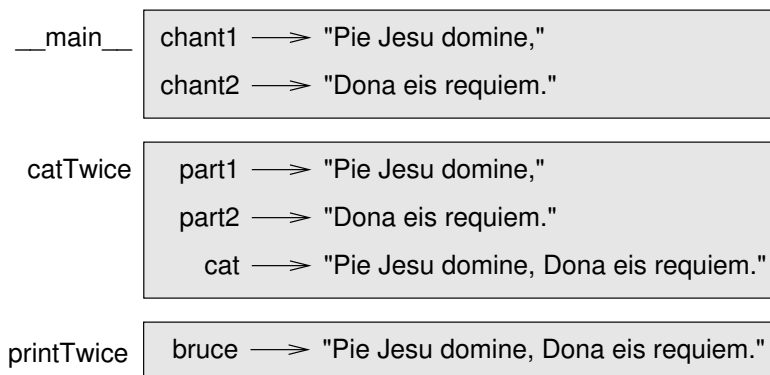 __main__ chant1 "Pie Jesu domine,"
chant2 "Dona eis requiem."
catTwice part1 "Pie Jesu domine,"
part2 "Dona eis requiem."
cat "Pie Jesu domine, Dona eis requiem."
printTwice bruce "Pie Jesu domine, Dona eis requiem."